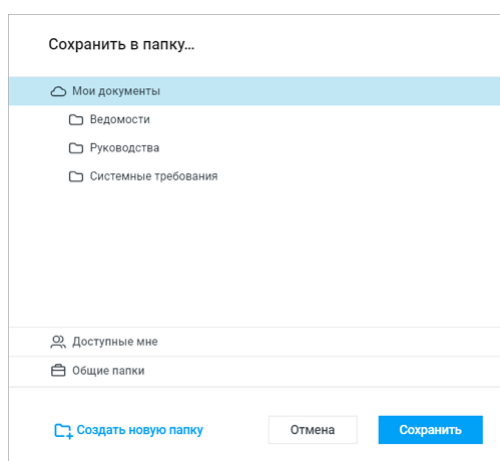 Сохранить в папку...
Мои документы
Ведомости
Руководства
Системные требования
Доступные мне
Общие папки
Создать новую папку
Отмена
Сохранить